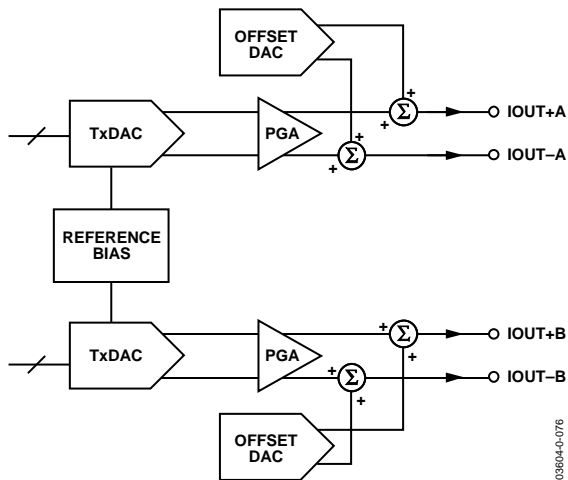 OFFSET
DAC
+
+
TxDAC
PGA
+
Σ
IOUT+A
+
Σ
IOUT–A
REFERENCE
BIAS
TxDAC
PGA
+
Σ
IOUT+B
+
+
Σ
IOUT–B
+
OFFSET
DAC
03604-0-076